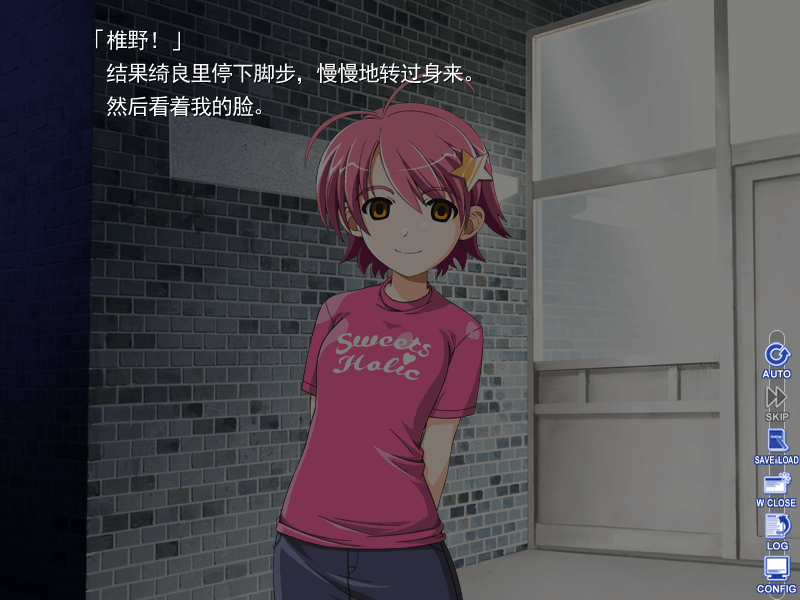 「椎野！」
结果绮良里停下脚步，慢慢地转过身来。
然后看着我的脸。
Sweets
Holic
AUTO
SKIP
SAVE&LOAD
W CLOSE
LOG
CONFIG